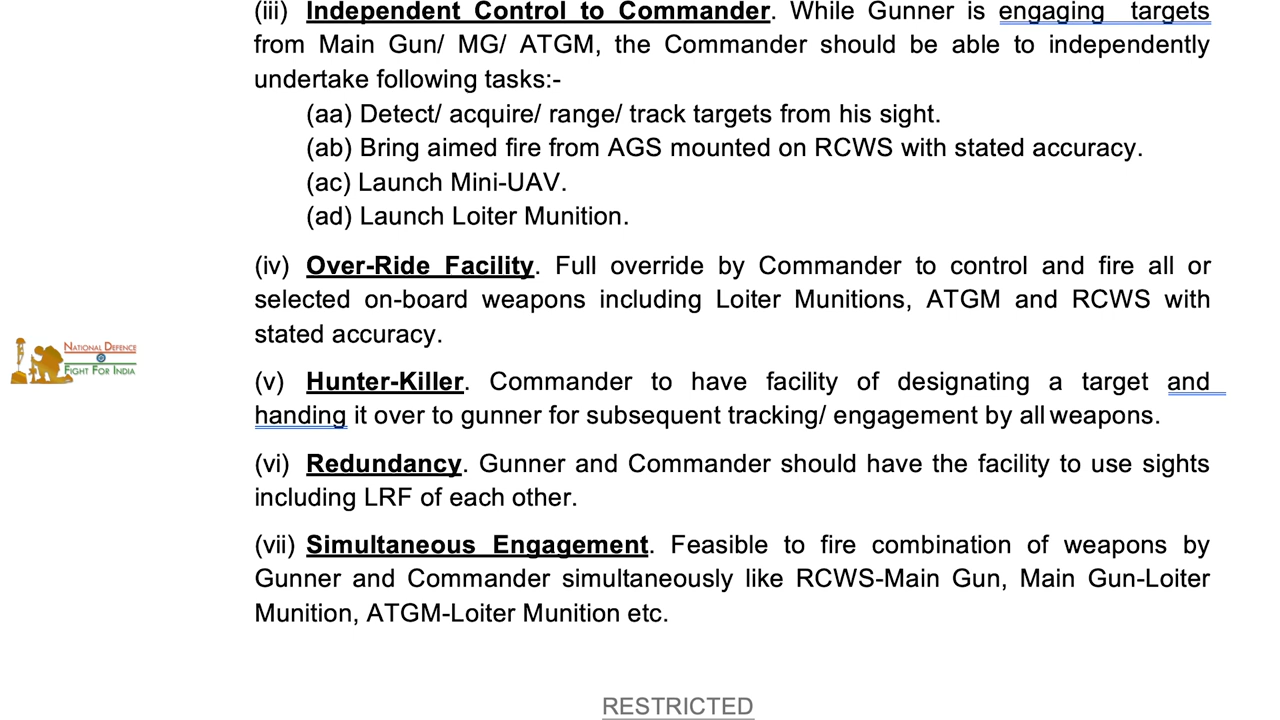 (iii) Independent Control to Commander. While Gunner is engaging targets
from Main Gun/ MG/ ATGM, the Commander should be able to independently
undertake following tasks:-
(aa) Detect/ acquire/ range/ track targets from his sight.
(ab) Bring aimed fire from AGS mounted on RCWS with stated accuracy.
(ac) Launch Mini-UAV.
(ad) Launch Loiter Munition.
(iv) Over-Ride Facility. Full override by Commander to control and fire all or
selected on-board weapons including Loiter Munitions, ATGM and RCWS with
stated accuracy.
NATIONAL DEFENCE
FIGHT FOR INDIA
(v) Hunter-Killer. Commander to have facility of designating a target and
handing it over to gunner for subsequent tracking/ engagement by all weapons.
(vi) Redundancy. Gunner and Commander should have the facility to use sights
including LRF of each other.
(vii) Simultaneous Engagement. Feasible to fire combination of weapons by
Gunner and Commander simultaneously like RCWS-Main Gun, Main Gun-Loiter
Munition, ATGM-Loiter Munition etc.
RESTRICTED